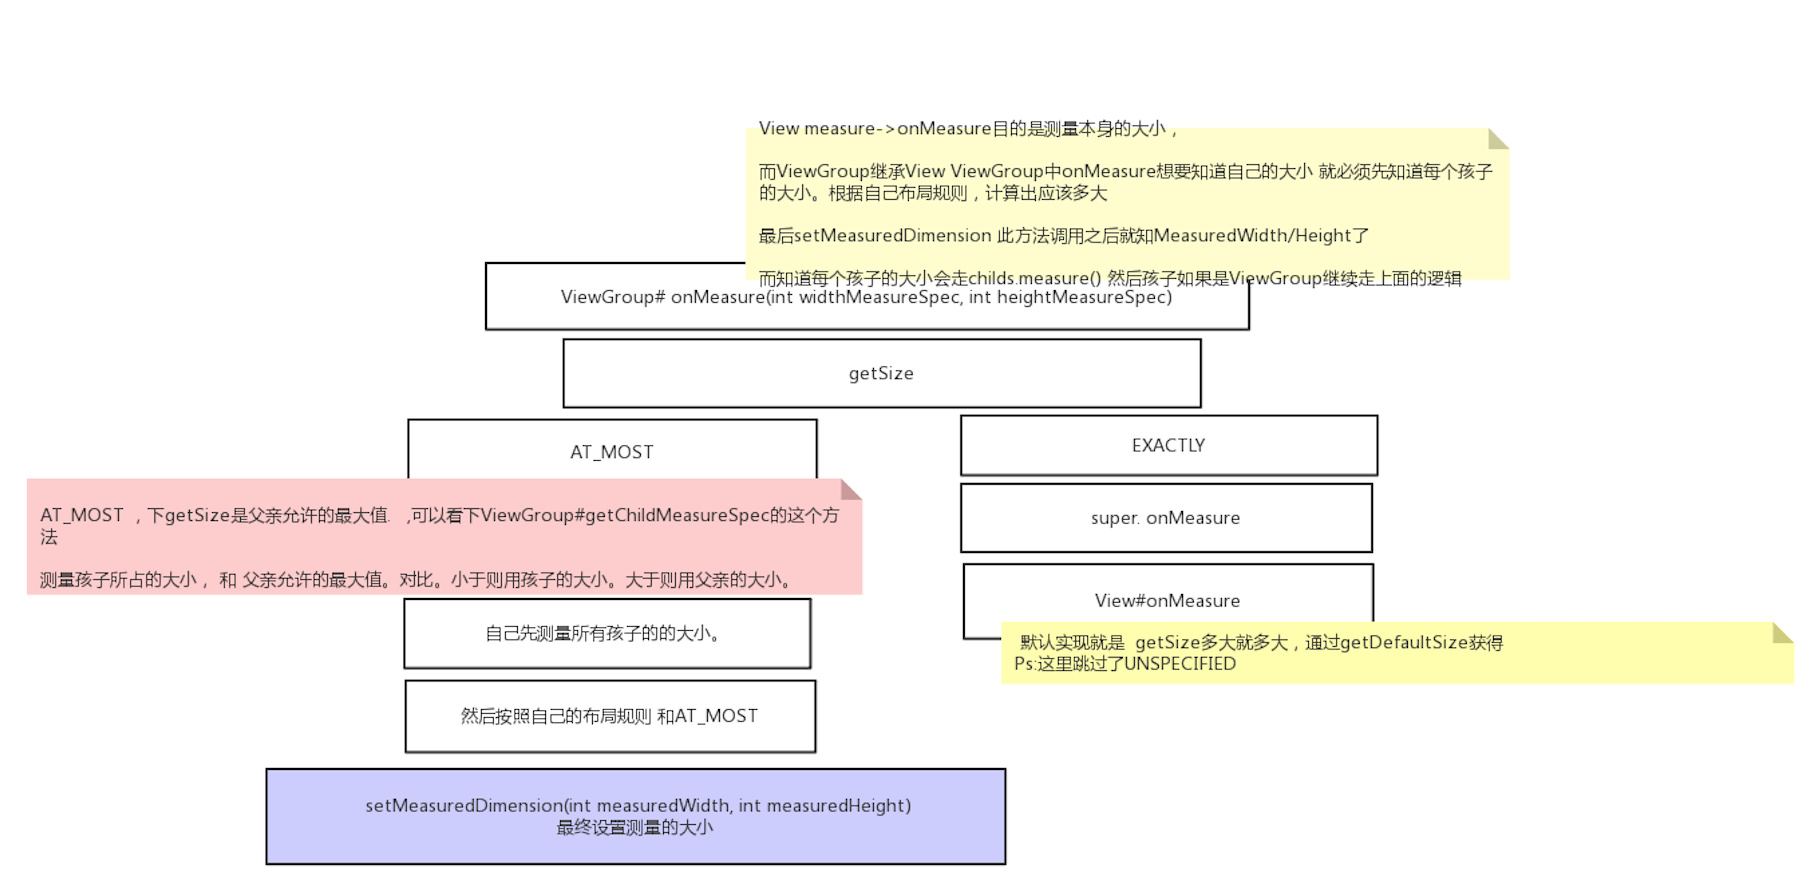 View measure->onMeasure目的是测量本身的大小，
而ViewGroup继承View ViewGroup中onMeasure想要知道自己的大小 就必须先知道每个孩子
的大小。根据自己布局规则，计算出应该多大
最后setMeasuredDimension 此方法调用之后就知MeasuredWidth/Height了
而知道每个孩子的大小会走childs.measure() 然后孩子如果是ViewGroup继续走上面的逻辑
ViewGroup# onMeasure(int widthMeasureSpec, int heightMeasureSpec)
getSize
AT_MOST
AT_MOST ，下getSize是父亲允许的最大值. ,可以看下ViewGroup#getChildMeasureSpec的这个方
法
测量孩子所占的大小，和 父亲允许的最大值。对比。小于则用孩子的大小。大于则用父亲的大小。
自己先测量所有孩子的的大小。
然后按照自己的布局规则 和AT_MOST
EXACTLY
super. onMeasure
View#onMeasure
默认实现就是 getSize多大就多大，通过getDefaultSize获得
Ps:这里跳过了UNSPECIFIED
setMeasuredDimension(int measuredWidth, int measuredHeight)
最终设置测量的大小